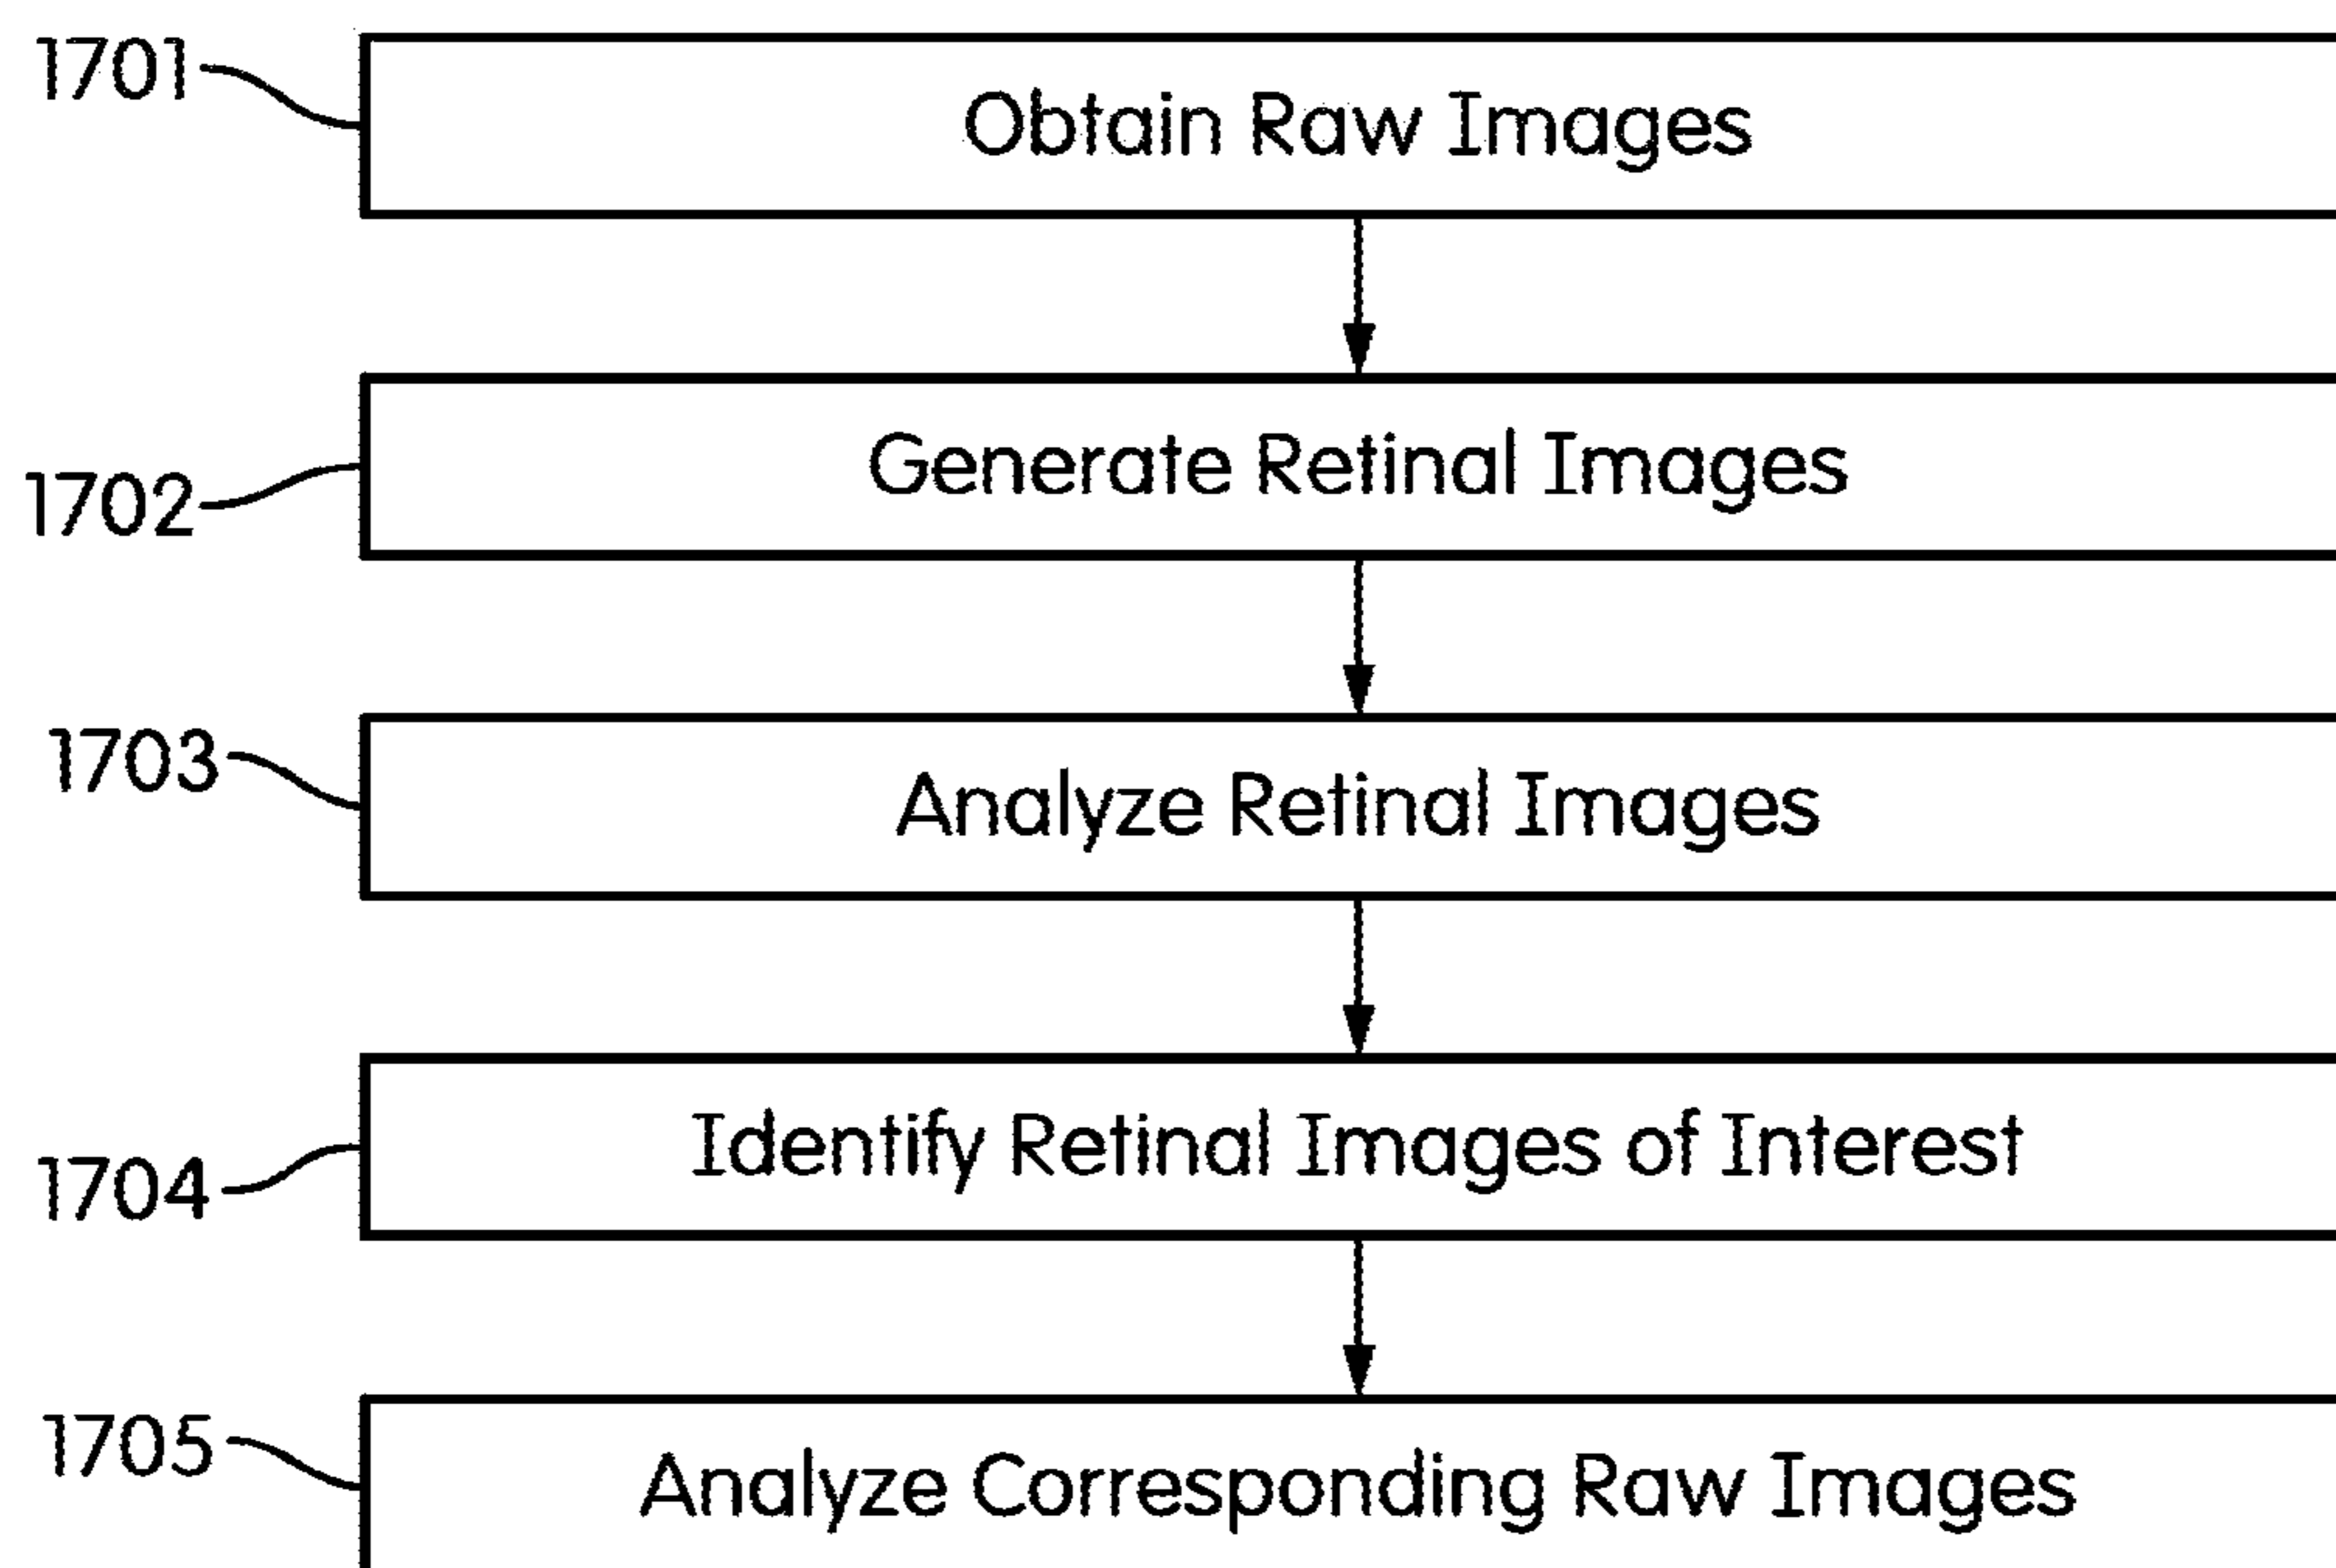 1701
Obtain Raw Images
1702
Generate Retinal Images
1703
Analyze Retinal Images
1704
Identify Retinal Images of Interest
1705
Analyze Corresponding Raw Images